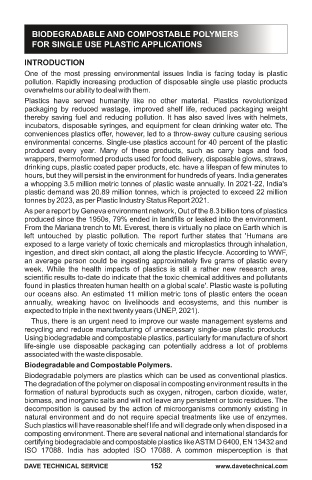 BIODEGRADABLE AND COMPOSTABLE POLYMERS
FOR SINGLE USE PLASTIC APPLICATIONS
INTRODUCTION
One of the most pressing environmental issues India is facing today is plastic
pollution. Rapidly increasing production of disposable single use plastic products
overwhelms our ability to deal with them.
Plastics have served humanity like no other material. Plastics revolutionized
packaging by reduced wastage, improved shelf life, reduced packaging weight
thereby saving fuel and reducing pollution. It has also saved lives with helmets,
incubators, disposable syringes, and equipment for clean drinking water etc. The
conveniences plastics offer, however, led to a throw-away culture causing serious
environmental concerns. Single-use plastics account for 40 percent of the plastic
produced every year. Many of these products, such as carry bags and food
wrappers, thermoformed products used for food delivery, disposable glows, straws,
drinking cups, plastic coated paper products, etc. have a lifespan of few minutes to
hours, but they will persist in the environment for hundreds of years. India generates
a whopping 3.5 million metric tonnes of plastic waste annually. In 2021-22, India's
plastic demand was 20.89 million tonnes, which is projected to exceed 22 million
tonnes by 2023, as per Plastic Industry Status Report 2021.
As per a report by Geneva environment network, Out of the 8.3 billion tons of plastics
produced since the 1950s, 79% ended in landfills or leaked into the environment.
From the Mariana trench to Mt. Everest, there is virtually no place on Earth which is
left untouched by plastic pollution. The report further states that 'Humans are
exposed to a large variety of toxic chemicals and microplastics through inhalation,
ingestion, and direct skin contact, all along the plastic lifecycle. According to WWF,
an average person could be ingesting approximately five grams of plastic every
week. While the health impacts of plastics is still a rather new research area,
scientific results to-date do indicate that the toxic chemical additives and pollutants
found in plastics threaten human health on a global scale'. Plastic waste is polluting
our oceans also. An estimated 11 million metric tons of plastic enters the ocean
annually, wreaking havoc on livelihoods and ecosystems, and this number is
expected to triple in the next twenty years (UNEP, 2021).
Thus, there is an urgent need to improve our waste management systems and
recycling and reduce manufacturing of unnecessary single-use plastic products.
Using biodegradable and compostable plastics, particularly for manufacture of short
life-single use disposable packaging can potentially address a lot of problems
associated with the waste disposable.
Biodegradable and Compostable Polymers.
Biodegradable polymers are plastics which can be used as conventional plastics.
The degradation of the polymer on disposal in composting environment results in the
formation of natural byproducts such as oxygen, nitrogen, carbon dioxide, water,
biomass, and inorganic salts and will not leave any persistent or toxic residues. The
decomposition is caused by the action of microorganisms commonly existing in
natural environment and do not require special treatments like use of enzymes.
Such plastics will have reasonable shelf life and will degrade only when disposed in a
composting environment. There are several national and international standards for
certifying biodegradable and compostable plastics like ASTM D 6400, EN 13432 and
ISO 17088. India has adopted ISO 17088. A common misperception is that
DAVE TECHNICAL SERVICE 152 www.davetechnical.com